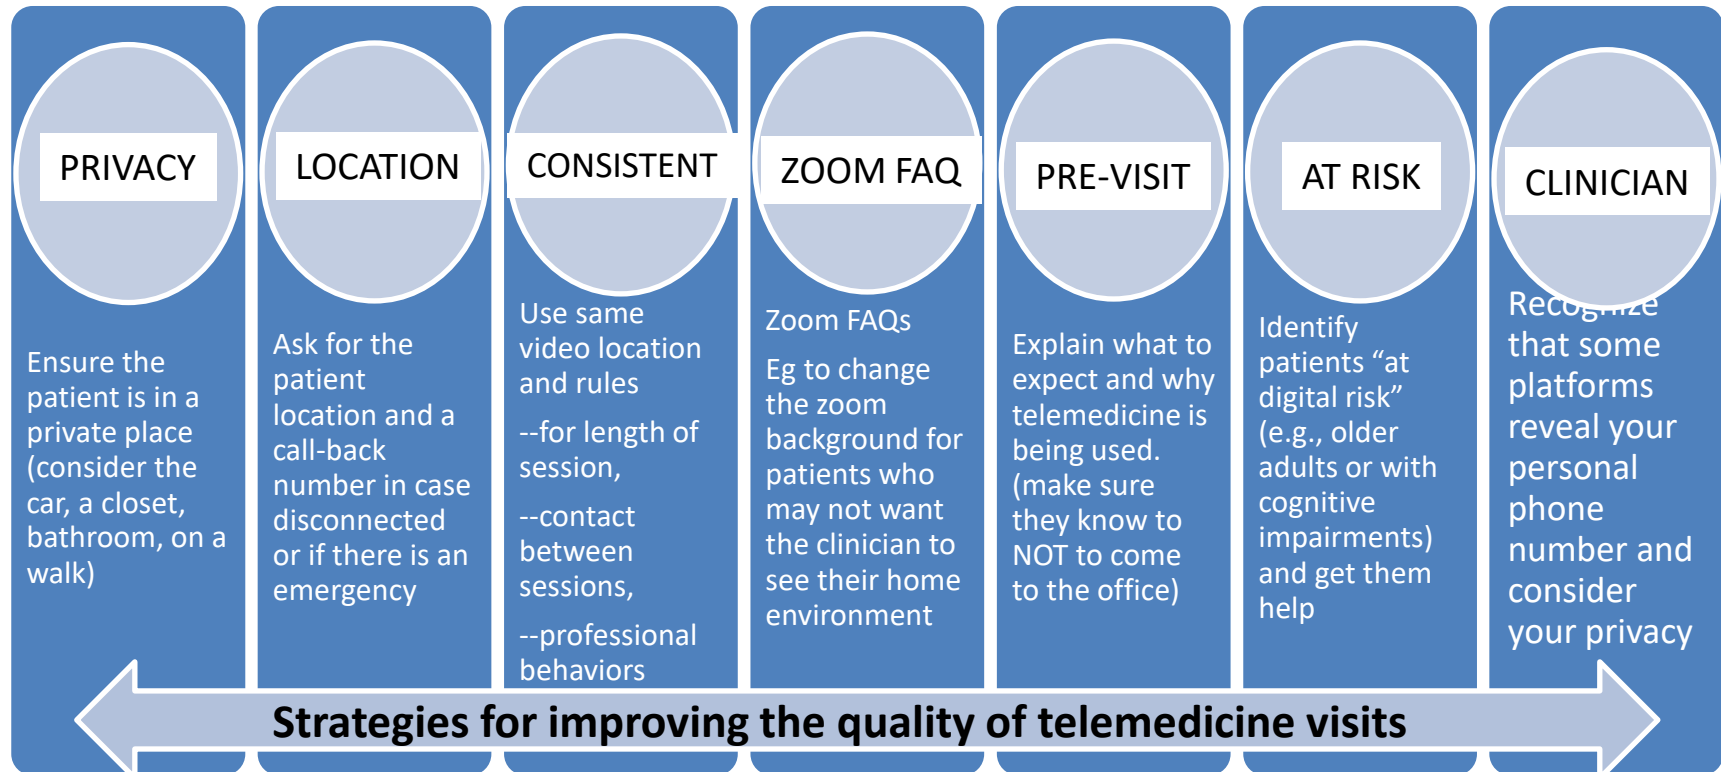 PRIVACY
Ensure the
patient is in a
private place
(consider the
car, a closet,
bathroom, on a
walk)
LOCATION
Ask for the
patient
location and a
call-back
number in case
disconnected
or if there is an
emergency
CONSISTENT
Use same
video location
and rules
--for length of
session,
--contact
between
sessions,
--professional
behaviors
ZOOM FAQ
Zoom FAQs
Eg to change
the zoom
background for
patients who
may not want
the clinician to
see their home
environment
PRE-VISIT
Explain what to
expect and why
telemedicine is
being used.
(make sure
they know to
NOT to come
to the office)
AT RISK
Identify
patients “at
digital risk”
(e.g., older
adults or with
cognitive
impairments)
and get them
help
CLINICIAN
Recognize
that some
platforms
reveal your
personal
phone
number and
consider
your privacy
Strategies for improving the quality of telemedicine visits